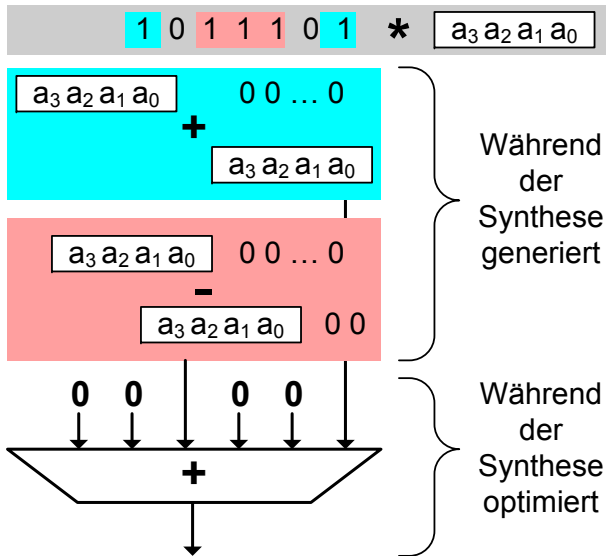 1 0 1 1 1 0 1 * a₃ a₂ a₁ a₀
a₃ a₂ a₁ a₀ 0 0 ... 0
+
a₃ a₂ a₁ a₀
Während
der
Synthese
generiert
a₃ a₂ a₁ a₀ 0 0 ... 0
-
a₃ a₂ a₁ a₀ 0 0
0 0 0 0
+
Während
der
Synthese
optimiert